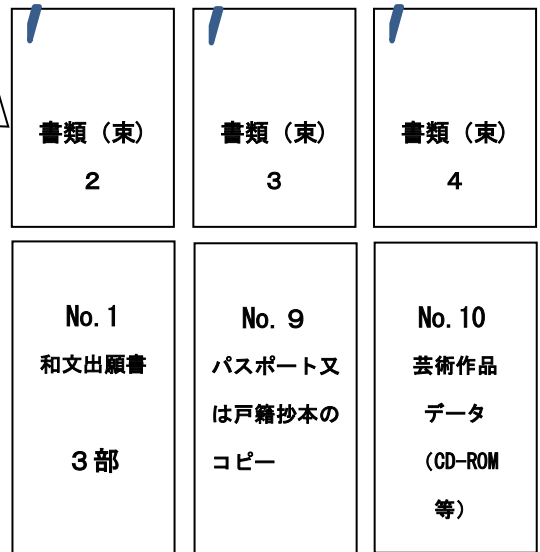 書類（束）
２
書類（束）
３
書類（束）
４
No. 1
和文出願書
３部
No. ９
パスポート又
は戸籍抄本の
コピー
No. 10
芸術作品
データ
（CD-ROM
等）